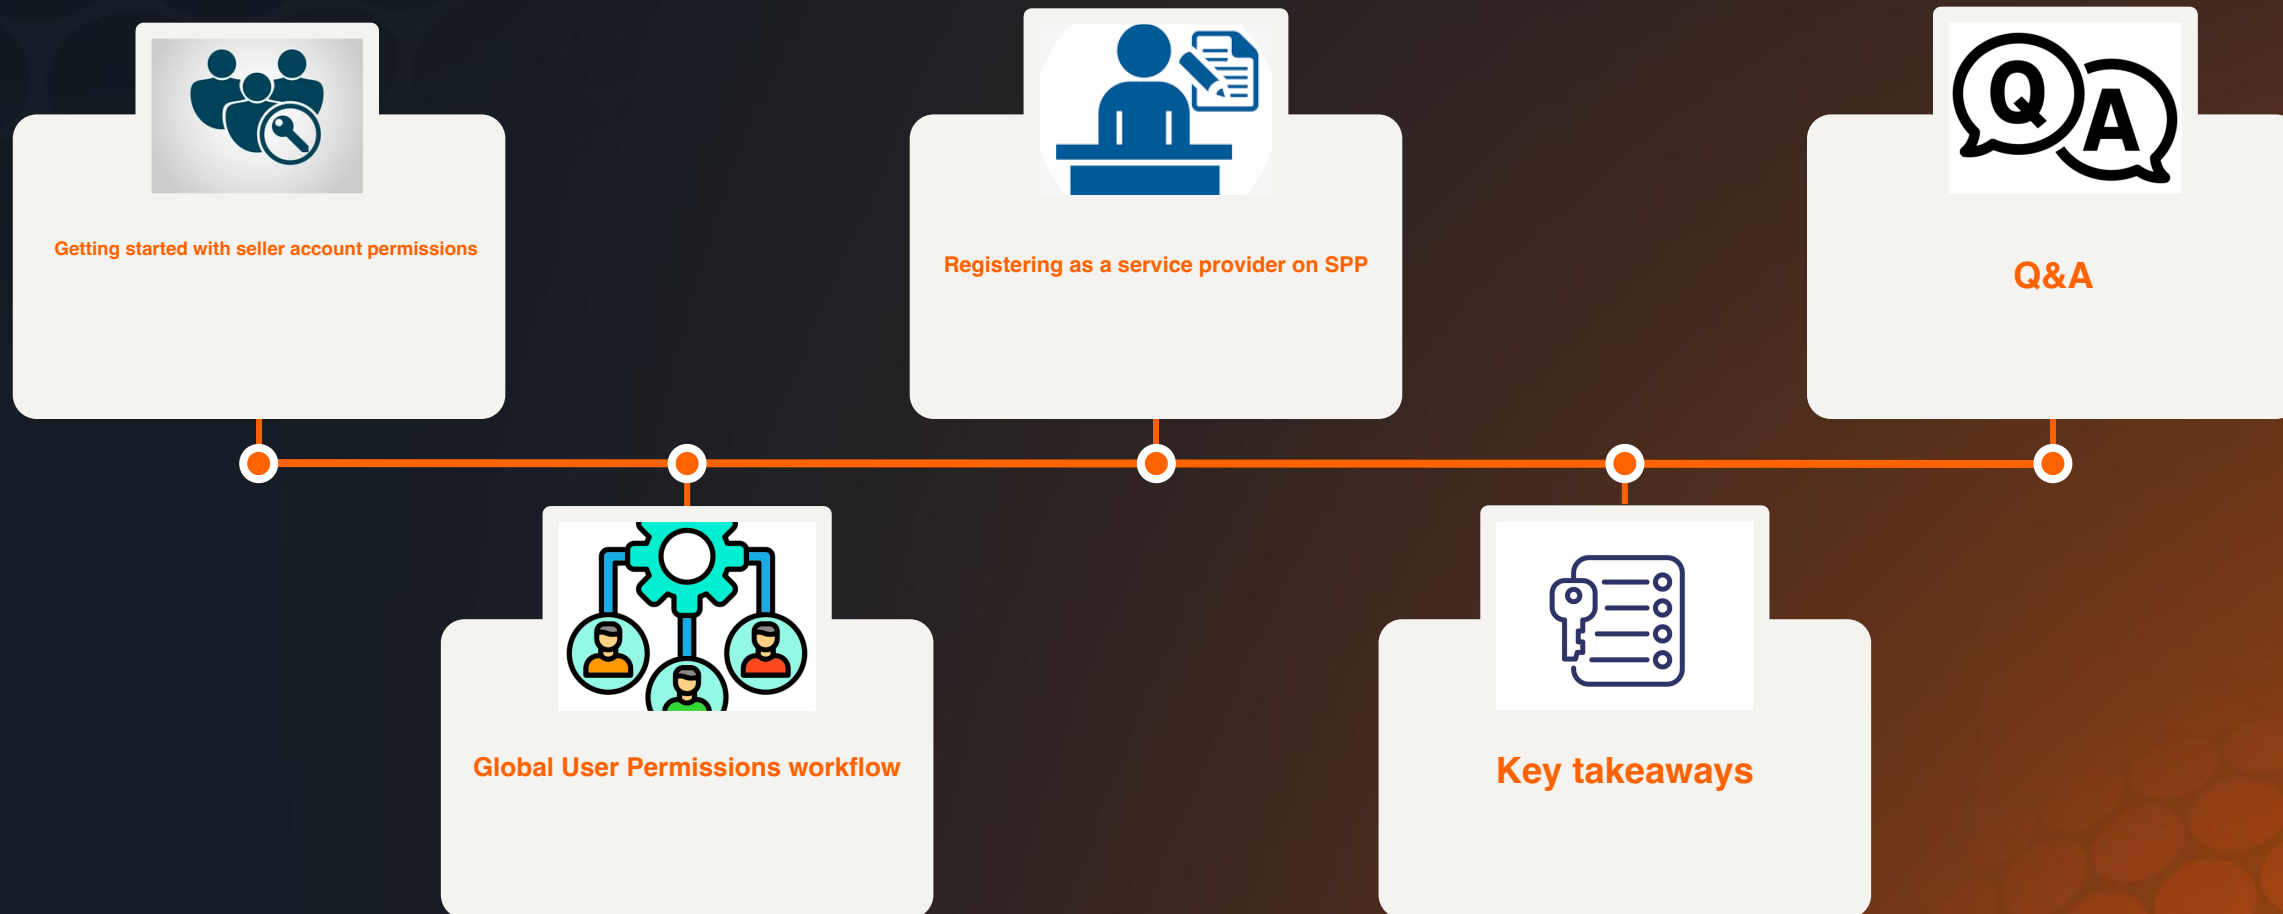 Getting started with seller account permissions
Global User Permissions workflow
Registering as a service provider on SPP
Key takeaways
Q A
Q&A